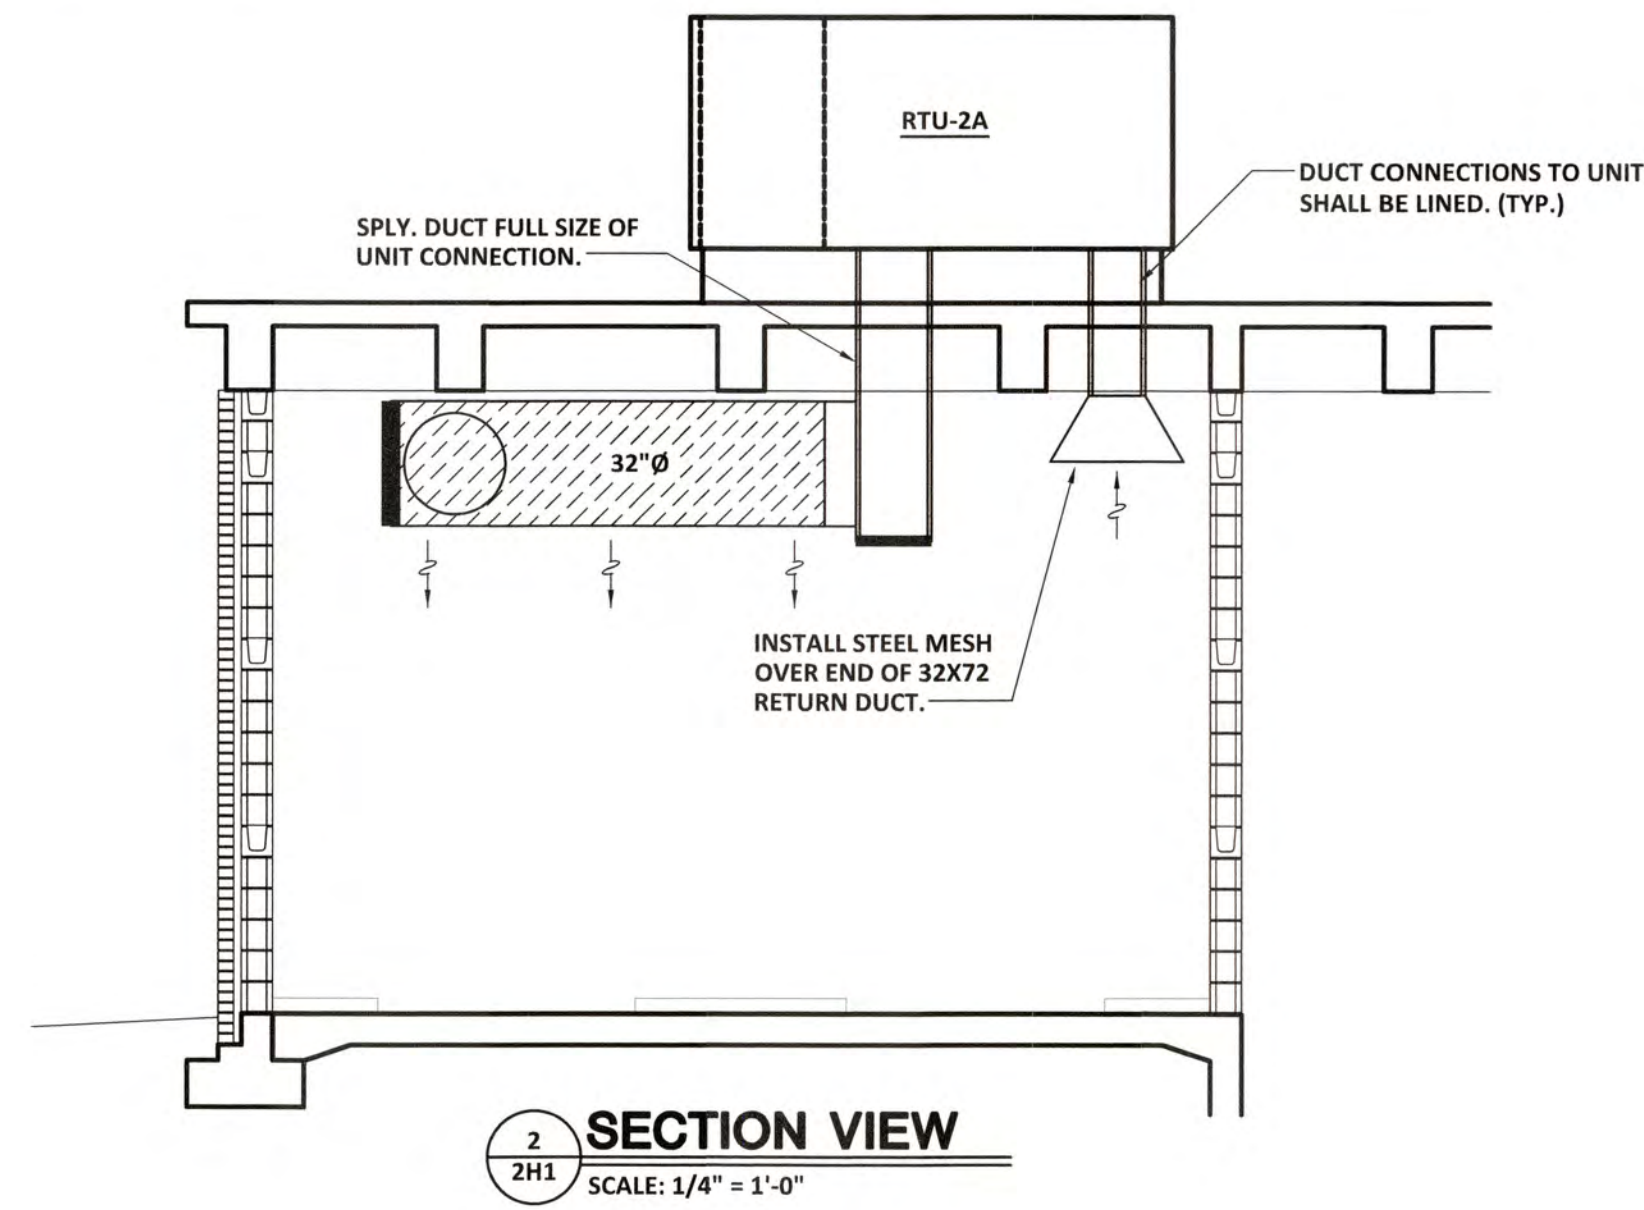 RTU-2A
DUCT CONNECTIONS TO UNIT
SHALL BE LINED. (TYP.)
SPLY. DUCT FULL SIZE OF
UNIT CONNECTION.
32"Ø
INSTALL STEEL MESH
OVER END OF 32X72
RETURN DUCT.
2
2H1
SECTION VIEW
SCALE: 1/4" = 1'-0"